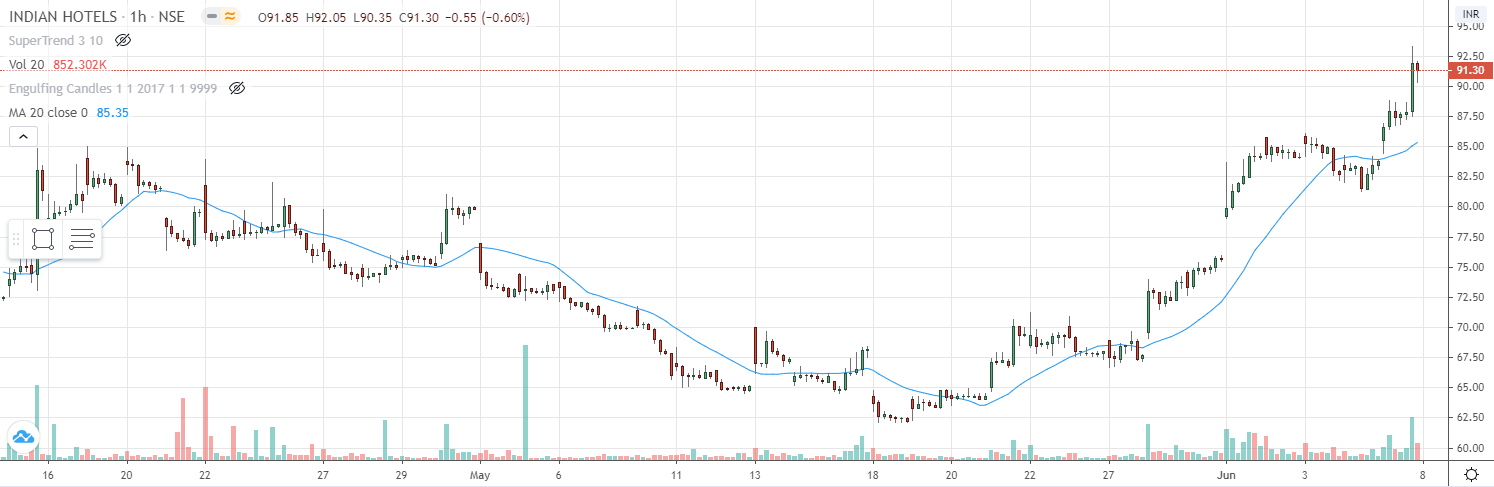 INDIAN HOTELS · 1h · NSE O91.85 H92.05 L90.35 C91.30 −0.55 (−0.60%)
INR
SuperTrend 3 10
Vol 20 852.302K
Engulfing Candles 1 1 2017 1 1 9999
MA 20 close 0 85.35
95.00
92.50
91.30
90.00
87.50
85.00
82.50
80.00
77.50
75.00
72.50
70.00
67.50
65.00
62.50
60.00
16 20 22 27 29 May 6 11 13 18 20 22 27 Jun 3 8